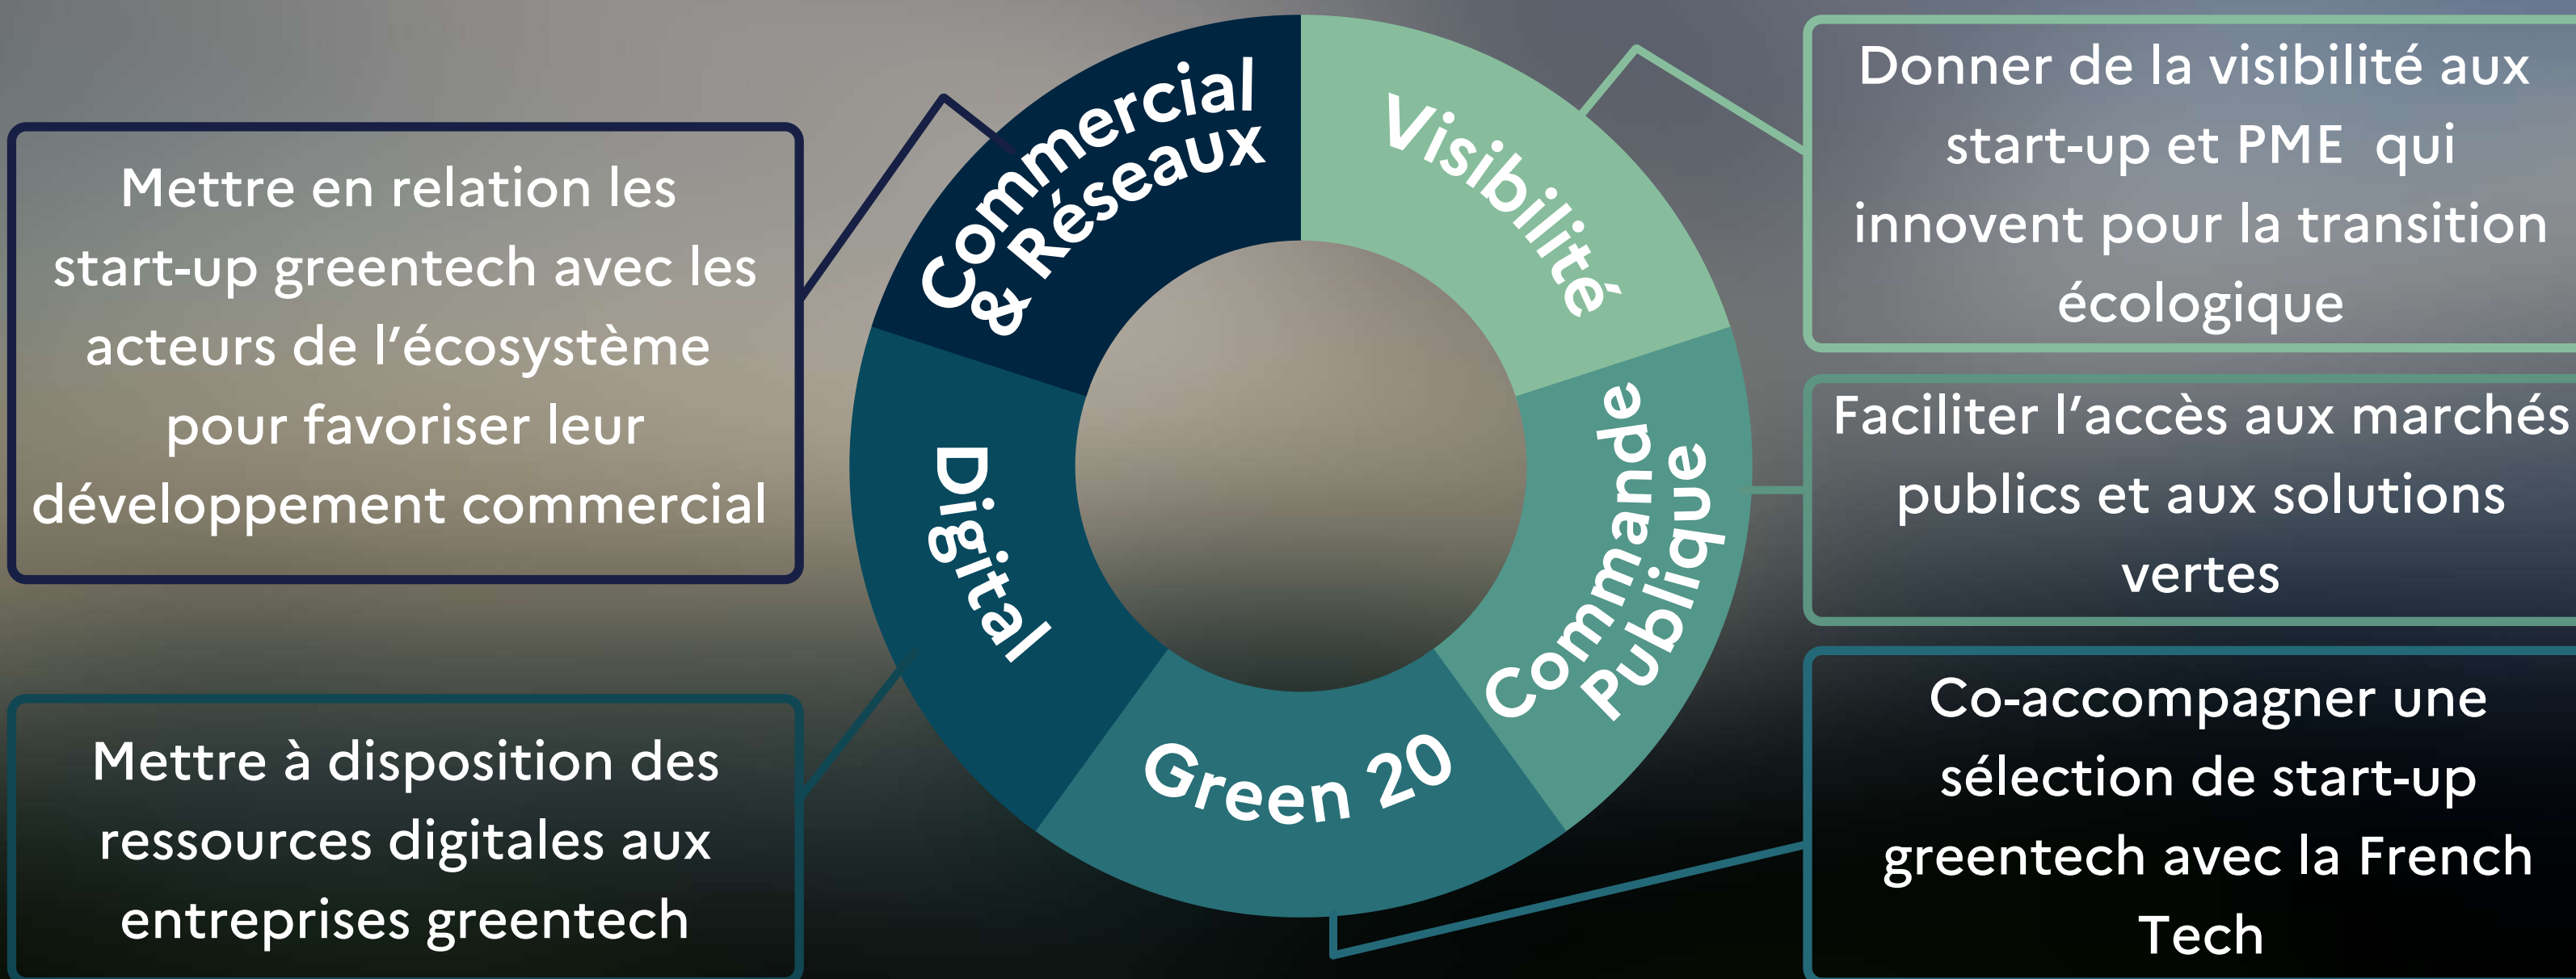 Commercial
& Réseaux
Visibilité
Commande
Publique
Green 20
Digital
Mettre en relation les
start-up greentech avec les
acteurs de l’écosystème
pour favoriser leur
développement commercial
Mettre à disposition des
ressources digitales aux
entreprises greentech
Donner de la visibilité aux
start-up et PME qui
innovent pour la transition
écologique
Faciliter l’accès aux marchés
publics et aux solutions
vertes
Co-accompagner une
sélection de start-up
greentech avec la French
Tech